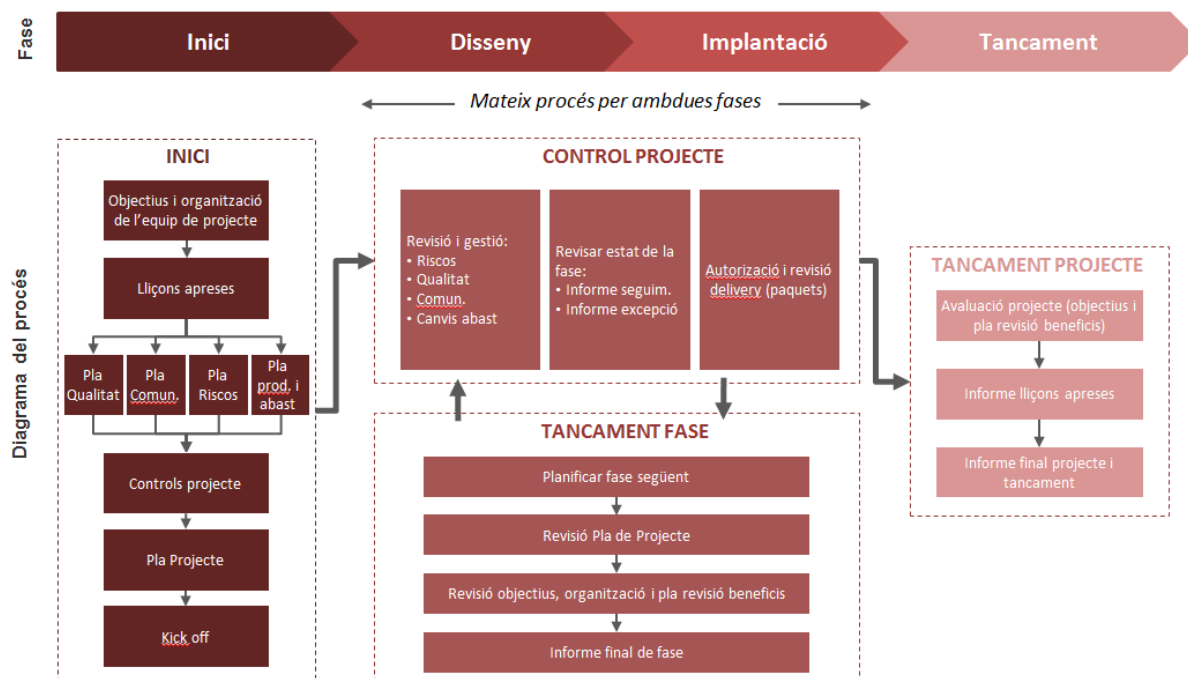 Fase
Inici
Disseny
Implantació
Tancament
Mateix procés per ambdues fases
Diagrama del procés
INICI
Objectius i organització
de l'equip de projecte
Lliçons apreses
Pla
Qualitat
Pla
Comun.
Pla
Riscos
Pla
prod. i
abast
Controls projecte
Pla Projecte
Kick off
CONTROL PROJECTE
Revisió i gestió:
• Riscos
• Qualitat
• Comun.
• Canvis abast
Revisar estat de la
fase:
• Informe seguim.
• Informe excepció
Autorizació i revisió
delivery (paquets)
TANCAMENT FASE
Planificar fase següent
Revisió Pla de Projecte
Revisió objectius, organització i pla revisió beneficis
Informe final de fase
TANCAMENT PROJECTE
Avaluació projecte (objectius i
pla revisió beneficis)
Informe lliçons apreses
Informe final projecte i
tancament